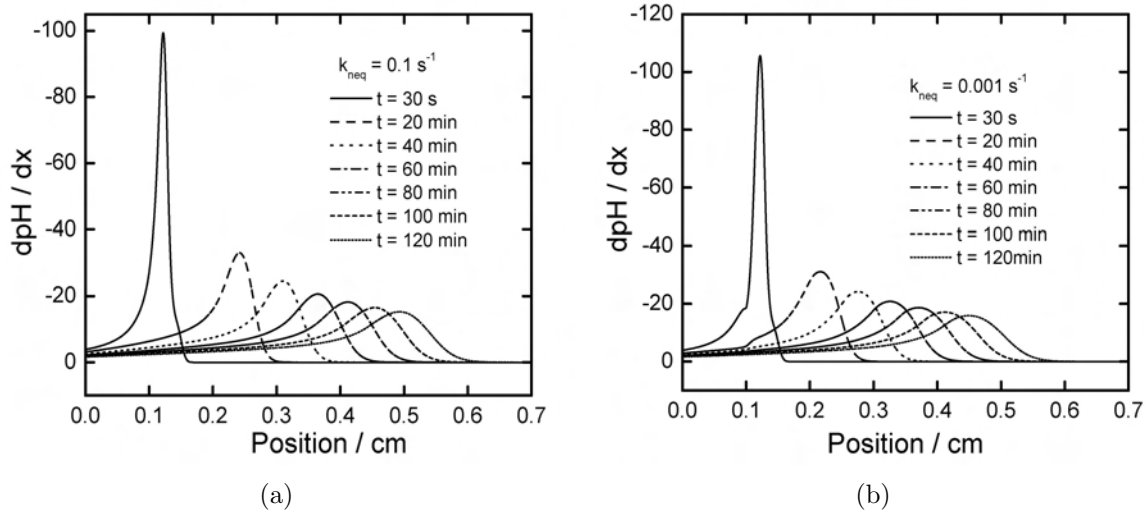 -100
-80
-60
-40
-20
0
dpH / dx
k_neq = 0.1 s⁻¹
t = 30 s
t = 20 min
t = 40 min
t = 60 min
t = 80 min
t = 100 min
t = 120 min
0.0 0.1 0.2 0.3 0.4 0.5 0.6 0.7
Position / cm
(a)
-120
-100
-80
-60
-40
-20
0
dpH / dx
k_neq = 0.001 s⁻¹
t = 30 s
t = 20 min
t = 40 min
t = 60 min
t = 80 min
t = 100 min
t = 120min
0.0 0.1 0.2 0.3 0.4 0.5 0.6 0.7
Position / cm
(b)